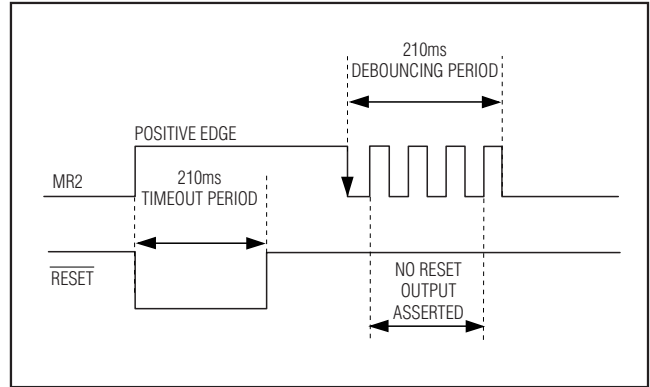 210ms
DEBOUNCING PERIOD
POSITIVE EDGE
MR2
210ms
TIMEOUT PERIOD
RESET
NO RESET
OUTPUT
ASSERTED